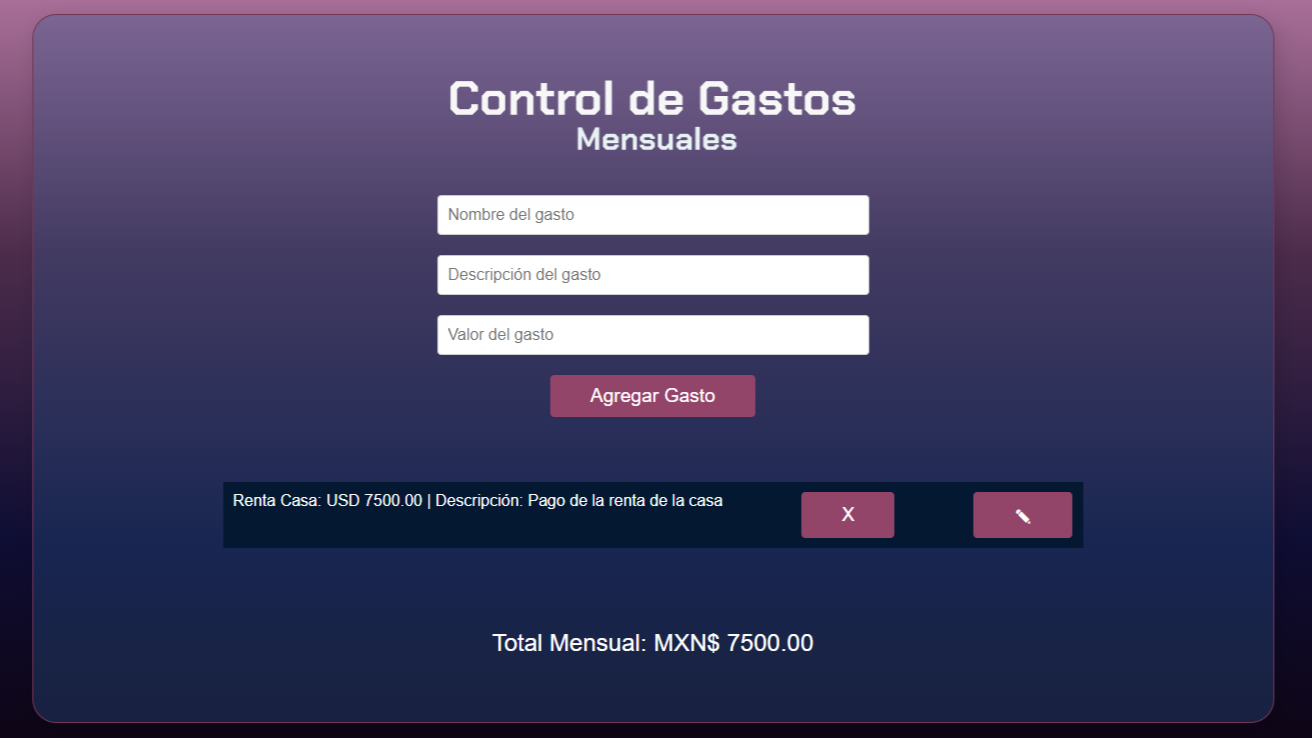 Control de Gastos
Mensuales
Nombre del gasto
Descripción del gasto
Valor del gasto
Agregar Gasto
Renta Casa: USD 7500.00 | Descripción: Pago de la renta de la casa
X
Total Mensual: MXN$ 7500.00